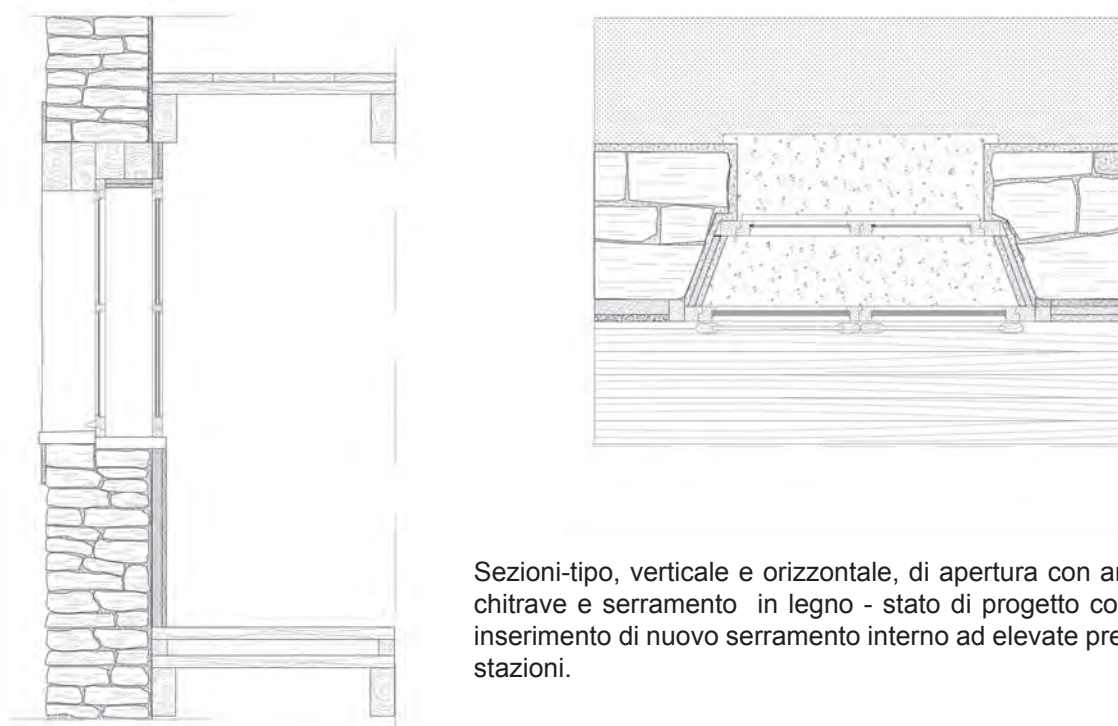 Sezioni-tipo, verticale e orizzontale, di apertura con ar
chitrave e serramento in legno - stato di progetto co
inserimento di nuovo serramento interno ad elevate pre
stazioni.